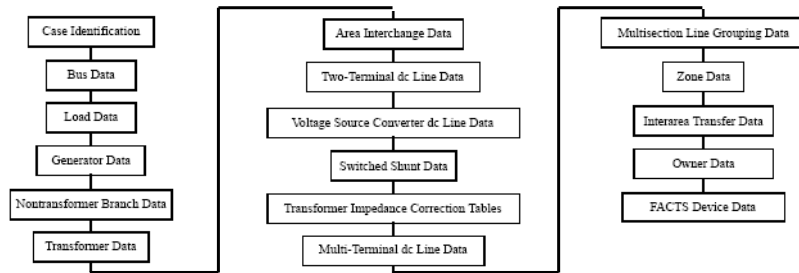 Case Identification
Bus Data
Load Data
Generator Data
Nontransformer Branch Data
Transformer Data
Area Interchange Data
Two-Terminal dc Line Data
Voltage Source Converter dc Line Data
Switched Shunt Data
Transformer Impedance Correction Tables
Multi-Terminal dc Line Data
Multisection Line Grouping Data
Zone Data
Interarea Transfer Data
Owner Data
FACTS Device Data